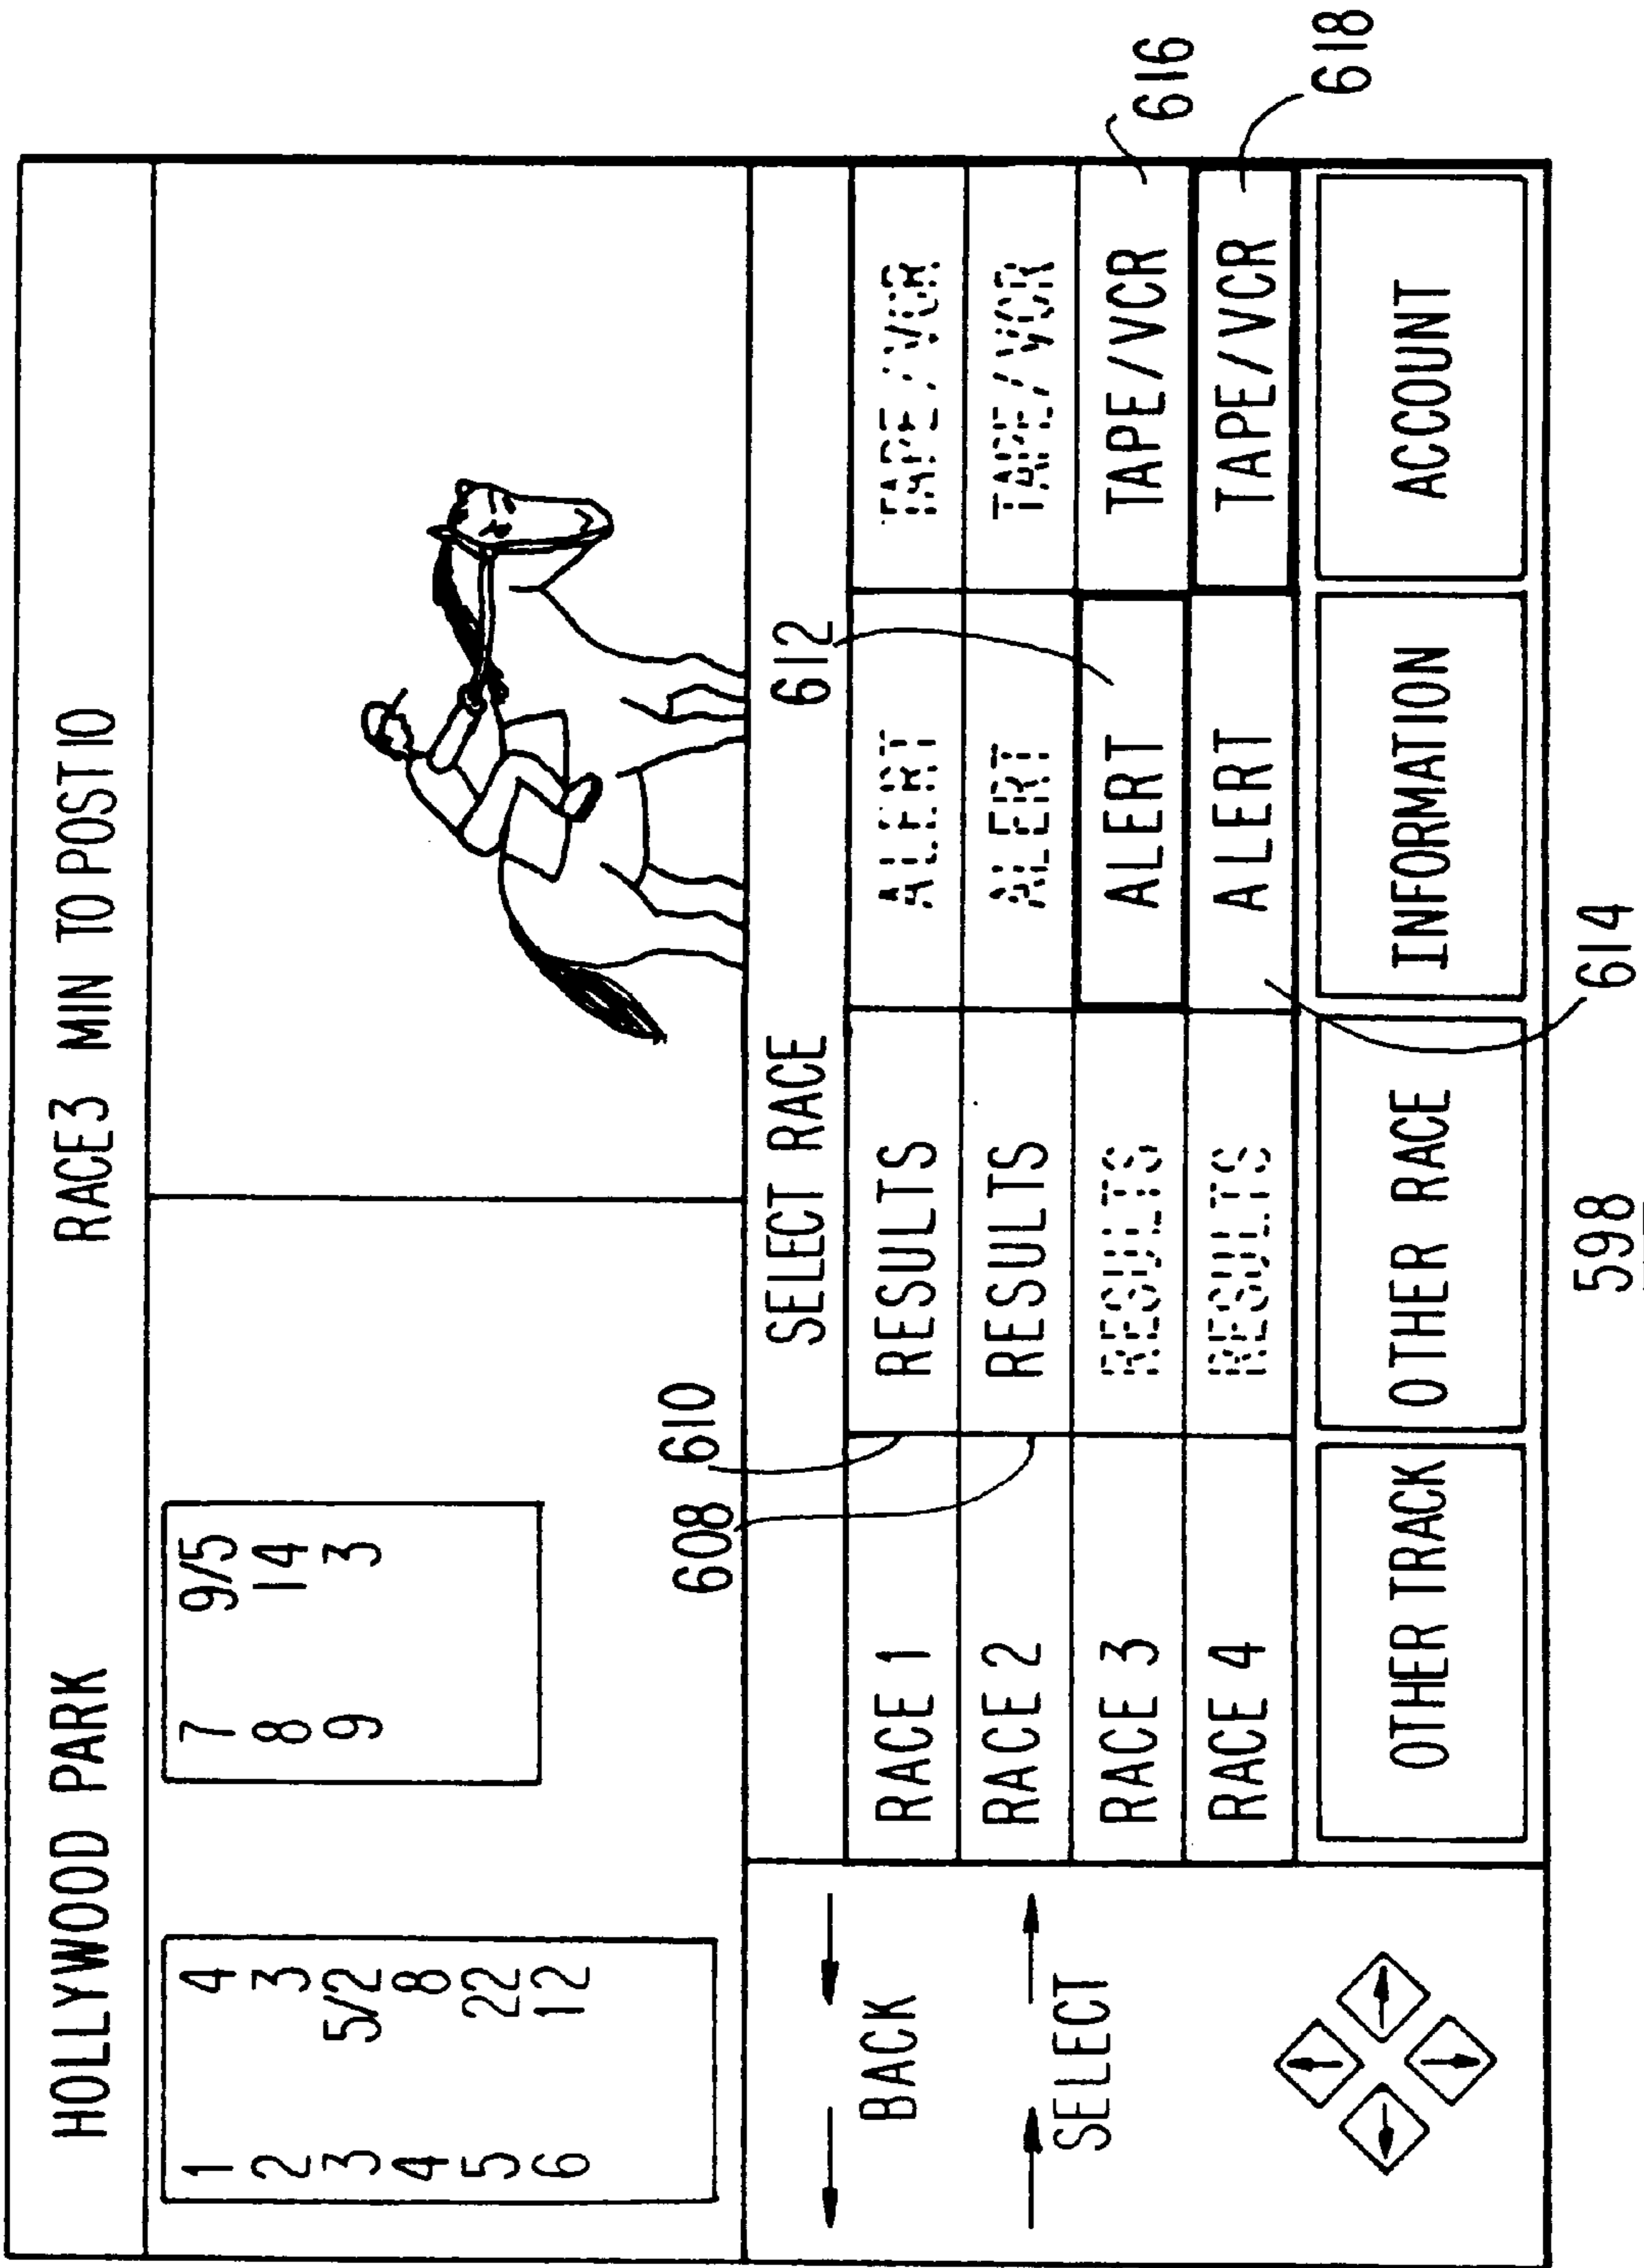 HOLLYWOOD PARK RACE 3 MIN TO POST 10
1 4 7 9/5
2 3 8 14
3 5/2 9 3
4 8
5 22
6 12
610
608
612
BACK
SELECT
SELECT RACE
RACE 1 RESULTS ALERT TAPE/VCR
RACE 2 RESULTS ALERT TAPE/VCR
RACE 3 RESULTS ALERT TAPE/VCR
616
RACE 4 RESULTS ALERT TAPE/VCR
618
OTHER TRACK OTHER RACE INFORMATION ACCOUNT
614
598